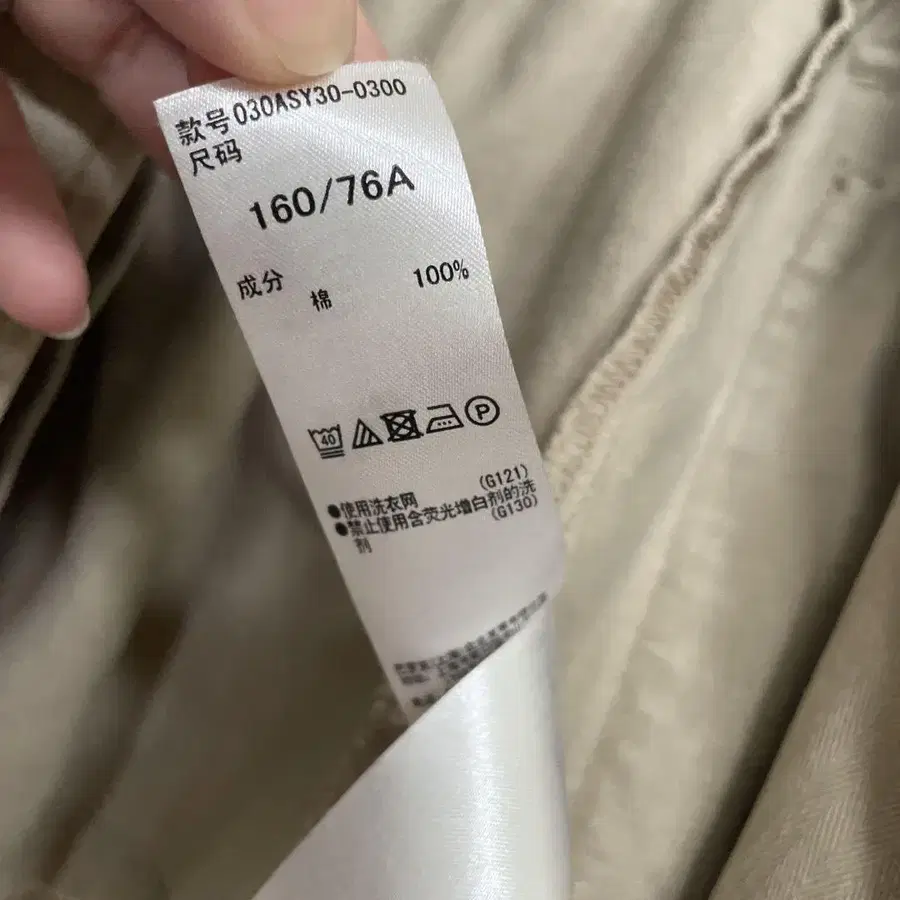 款号030ASY30-0300
尺码
160/76A
成分
棉 100%
40 P
●使用洗衣网 (G121)
●禁止使用含荧光增白剂的洗
剂 (G130)